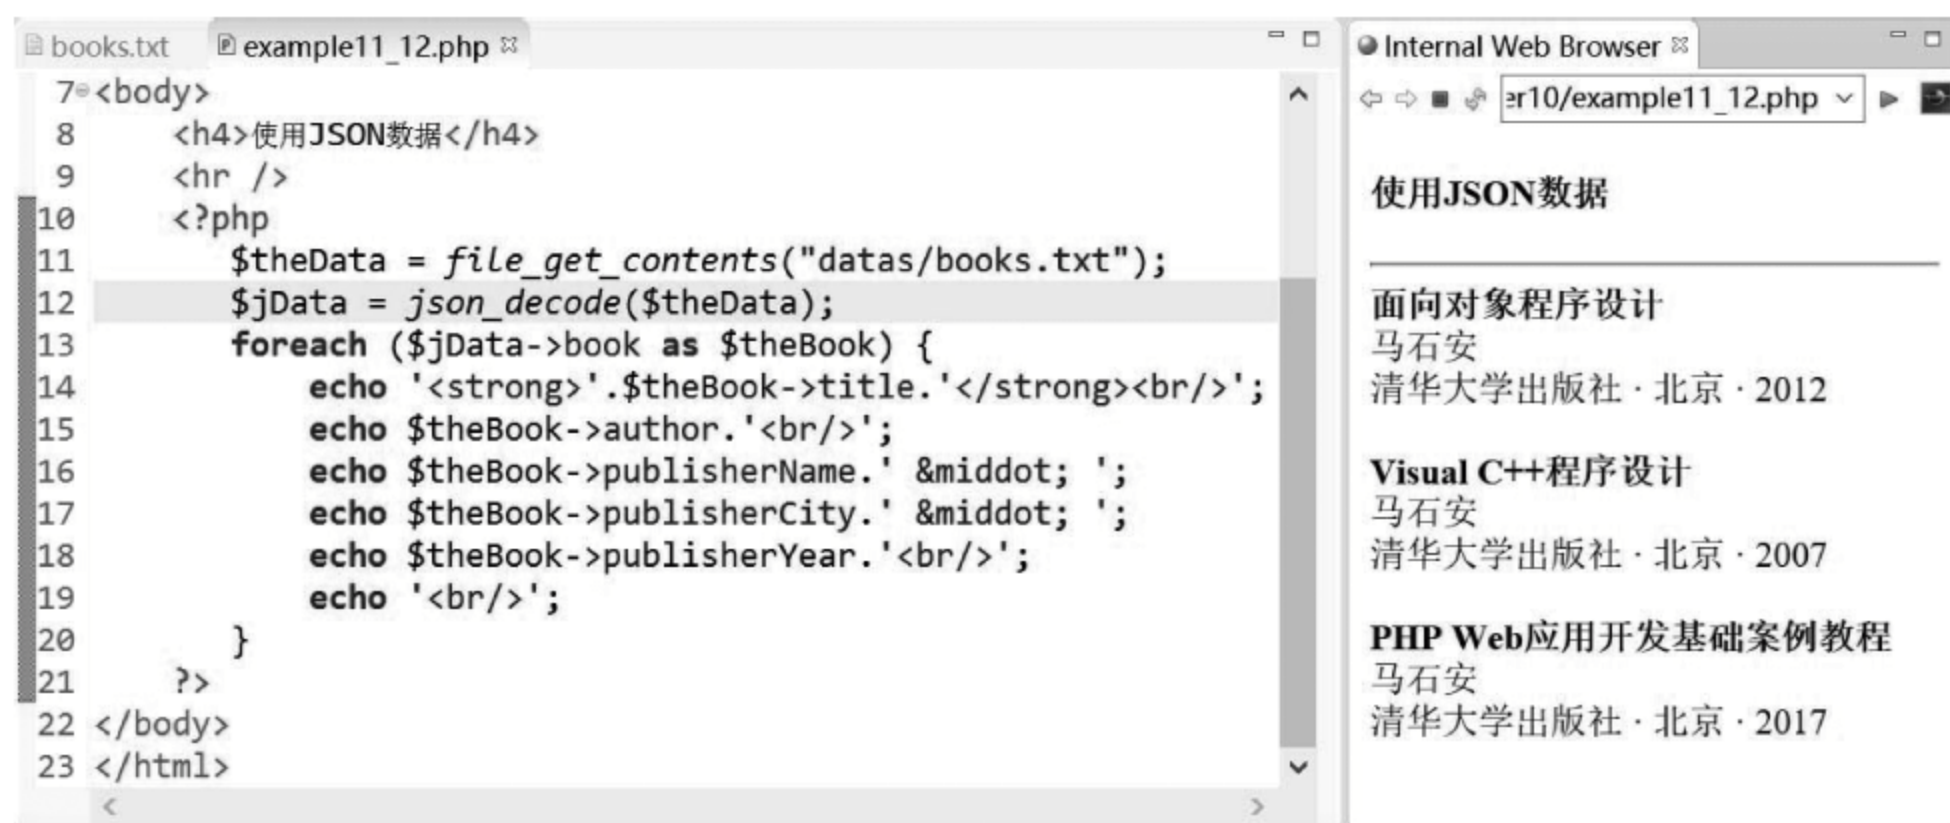 books.txt
example11_12.php
7 <body>
8 <h4>使用JSON数据</h4>
9 <hr />
10 <?php
11 $theData = file_get_contents("datas/books.txt");
12 $jData = json_decode($theData);
13 foreach ($jData->book as $theBook) {
14 echo '<strong>'.$theBook->title.'</strong><br/>';
15 echo $theBook->author.'<br/>';
16 echo $theBook->publisherName.' &middot; ';
17 echo $theBook->publisherCity.' &middot; ';
18 echo $theBook->publisherYear.'<br/>';
19 echo '<br/>';
20 }
21 ?>
22 </body>
23 </html>
Internal Web Browser
er10/example11_12.php
使用JSON数据
面向对象程序设计
马石安
清华大学出版社 · 北京 · 2012
Visual C++程序设计
马石安
清华大学出版社 · 北京 · 2007
PHP Web应用开发基础案例教程
马石安
清华大学出版社 · 北京 · 2017